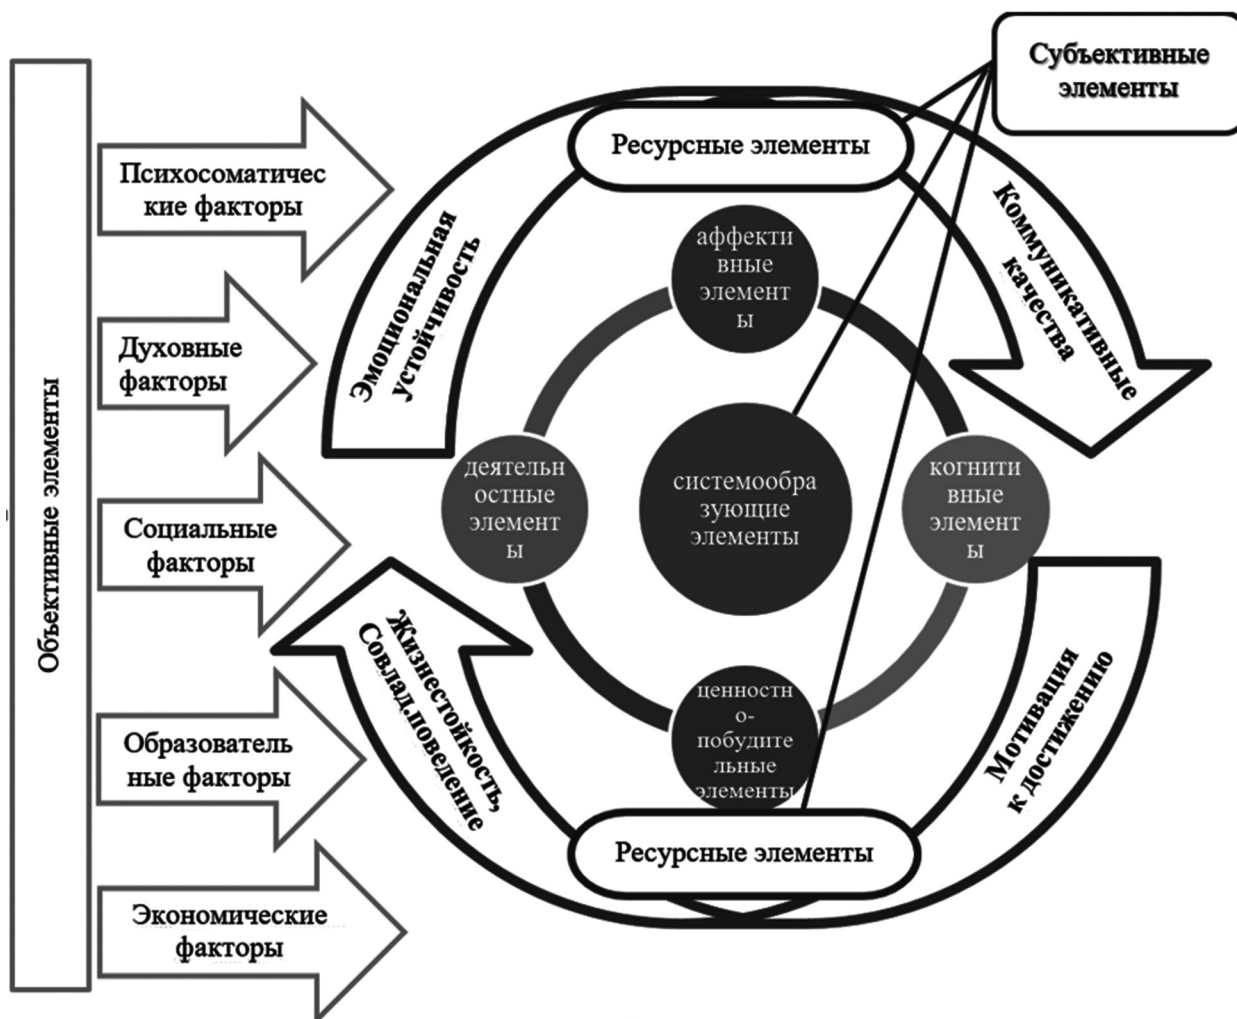 Субъективные
элементы
Объективные элементы
Психосоматичес
кие факторы
Духовные
факторы
Социальные
факторы
Образователь
ные факторы
Экономические
факторы
Ресурсные элементы
Эмоциональная
устойчивость
Коммуникативные
качества
аффекти
вные
элемент
ы
деятельн
остные
элемент
ы
системообра
зующие
элементы
когнити
вные
элемент
ы
ценностн
о-
побудите
льные
элементы
Жизнестойкость,
Совлад.поведение
Мотивация
к достижению
Ресурсные элементы